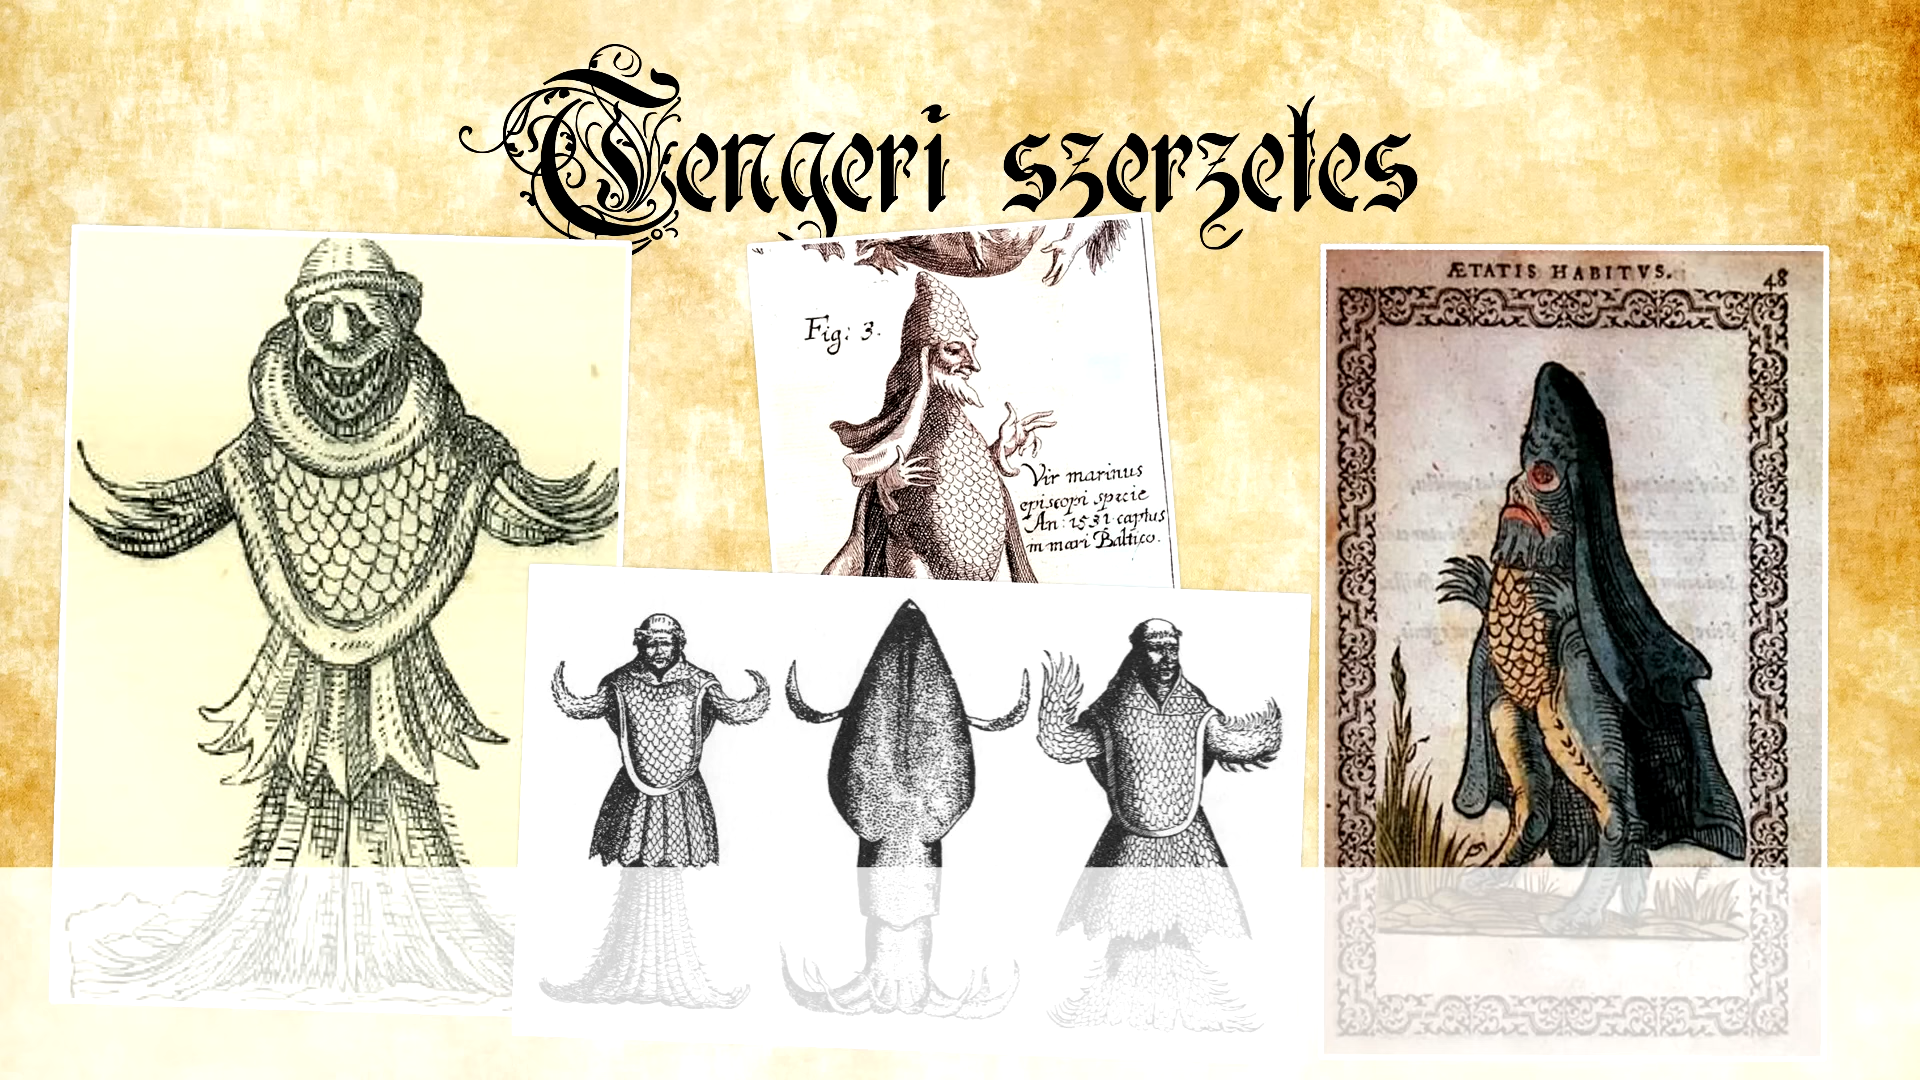 Tengeri szerzetes
Fig: 3.
Vir marinus
episcopi specie
An: 1531 captus
in mari Baltico.
ÆTATIS HABITVS.
48